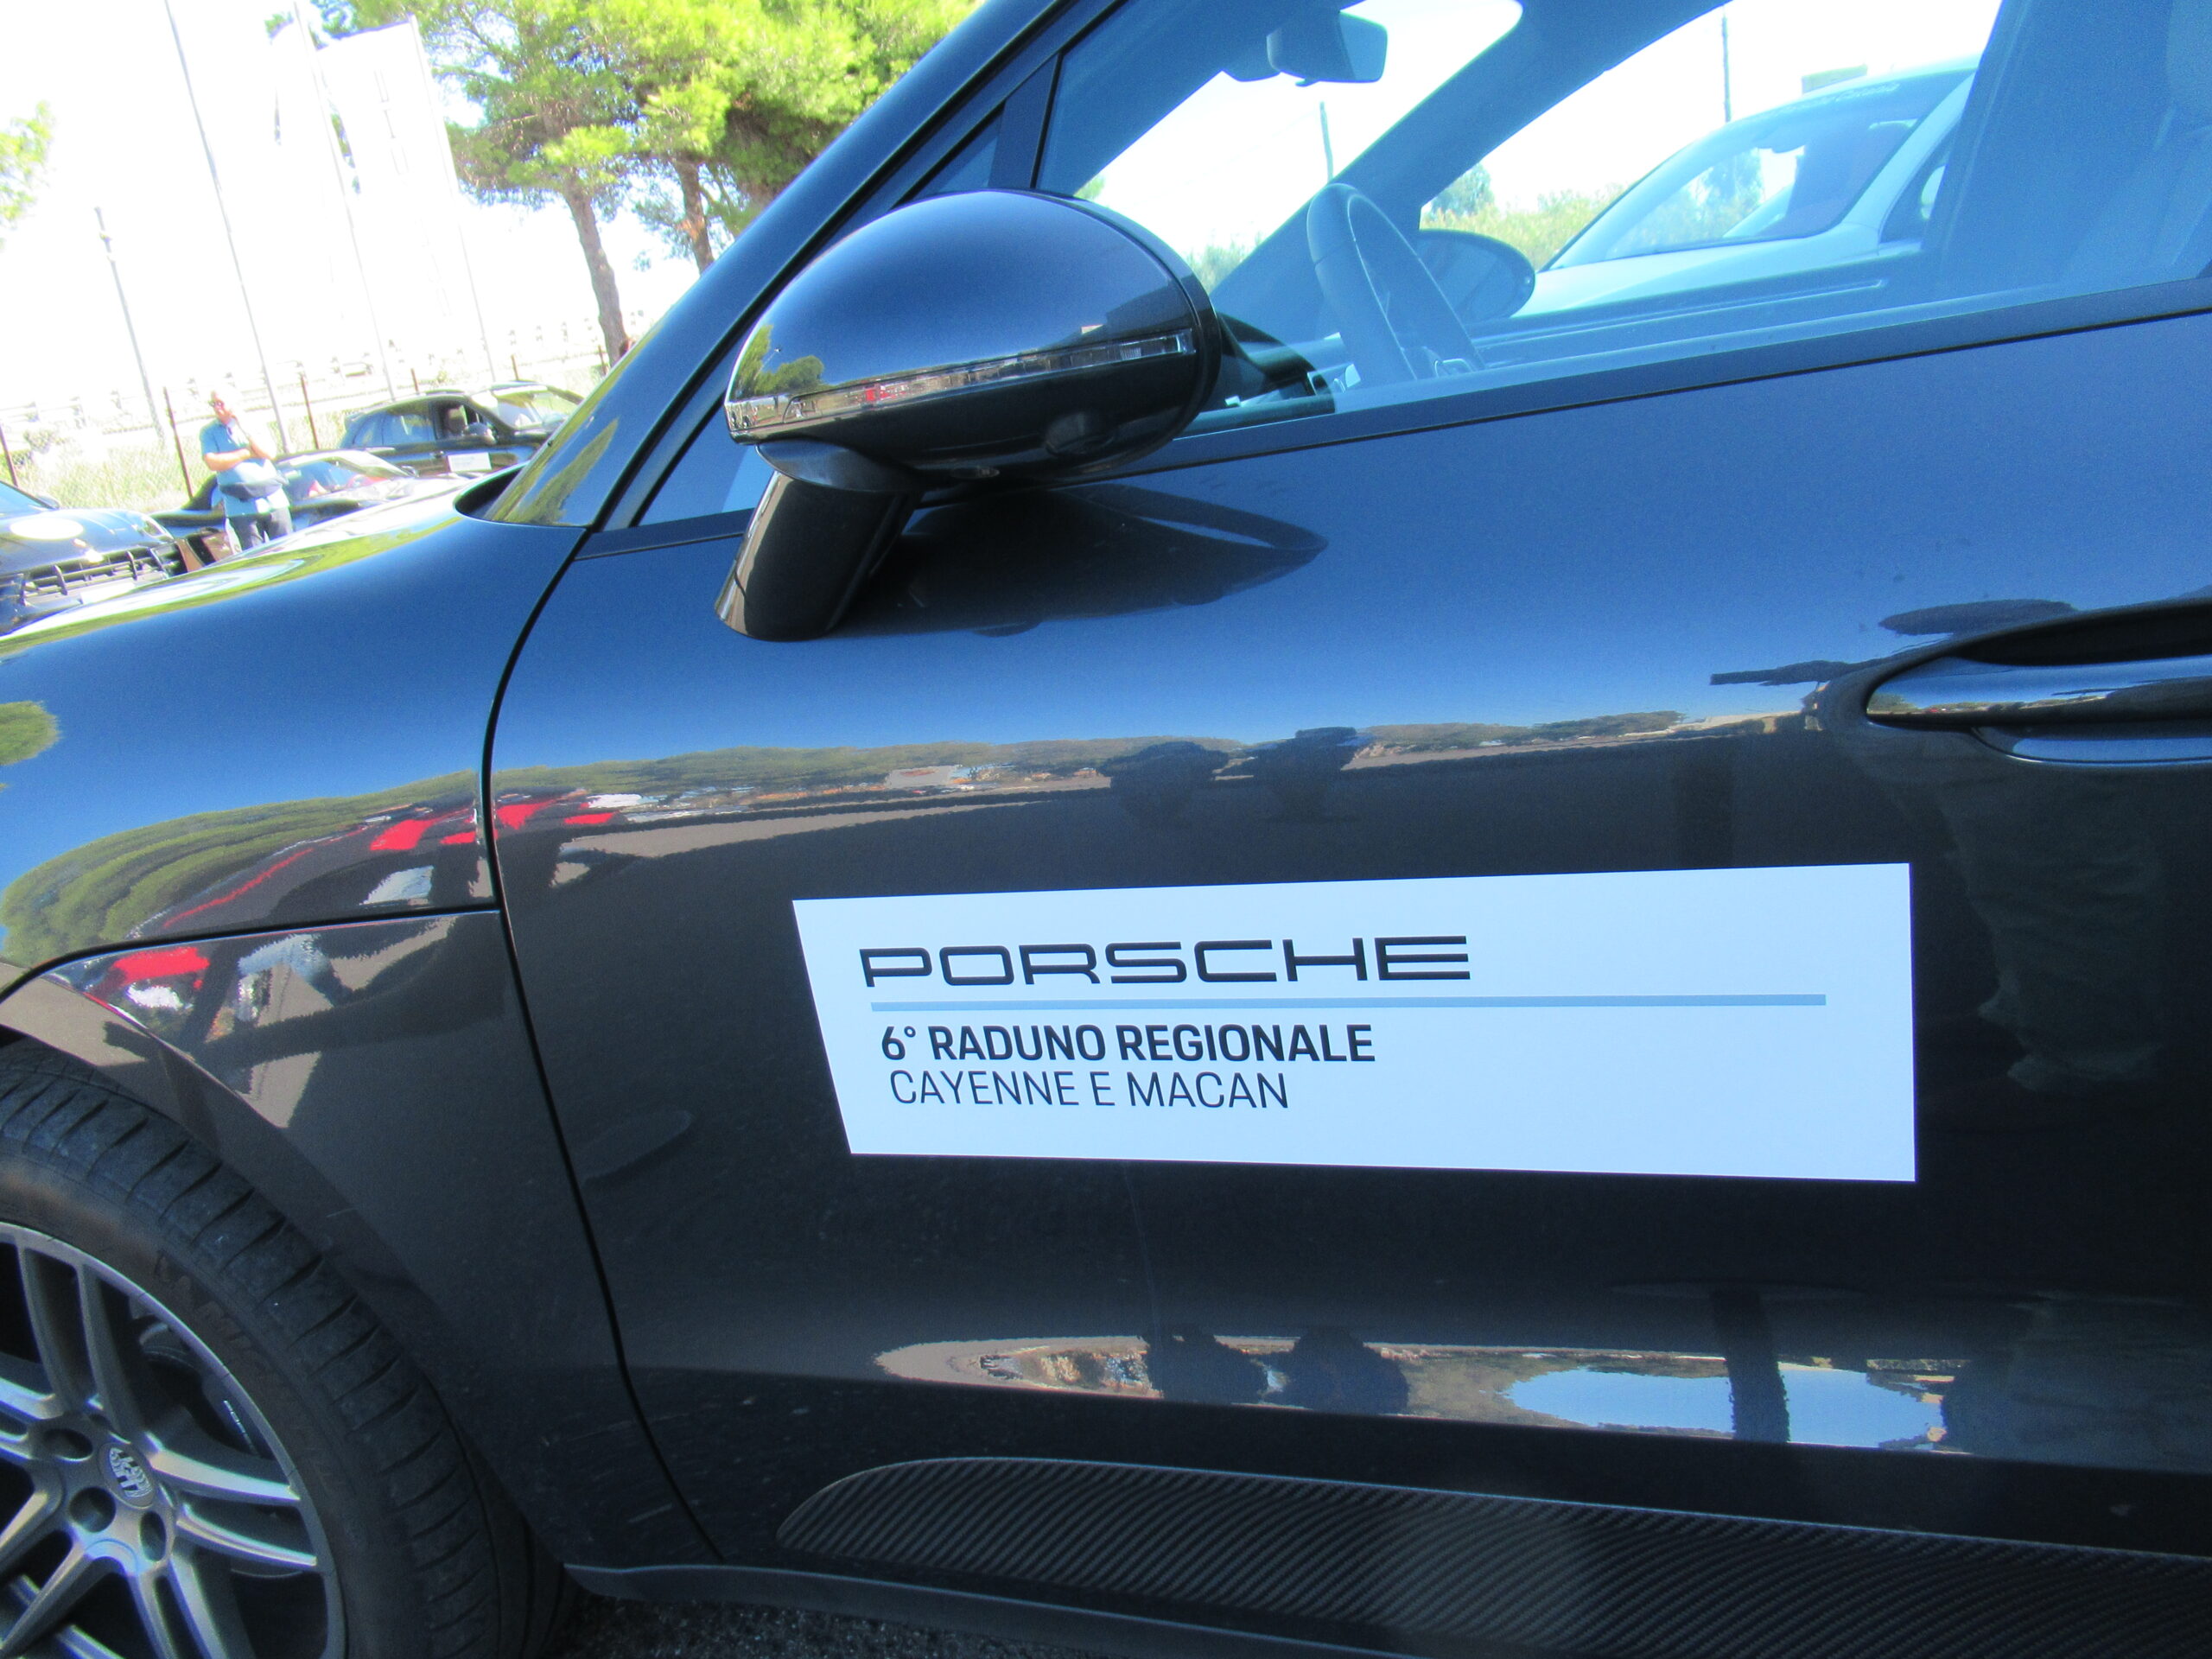 PORSCHE
6° RADUNO REGIONALE
CAYENNE E MACAN